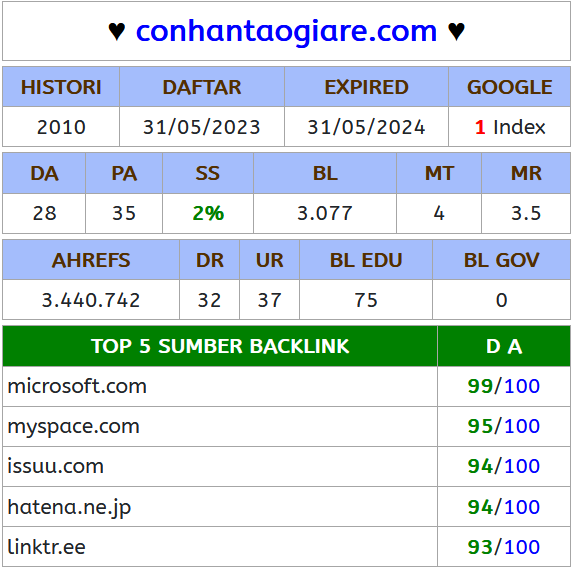 ♥ conhantaogiare.com ♥
HISTORI DAFTAR EXPIRED GOOGLE
2010 31/05/2023 31/05/2024 1 Index
DA PA SS BL MT MR
28 35 2% 3.077 4 3.5
AHREFS DR UR BL EDU BL GOV
3.440.742 32 37 75 0
TOP 5 SUMBER BACKLINK D A
microsoft.com 99/100
myspace.com 95/100
issuu.com 94/100
hatena.ne.jp 94/100
linktr.ee 93/100